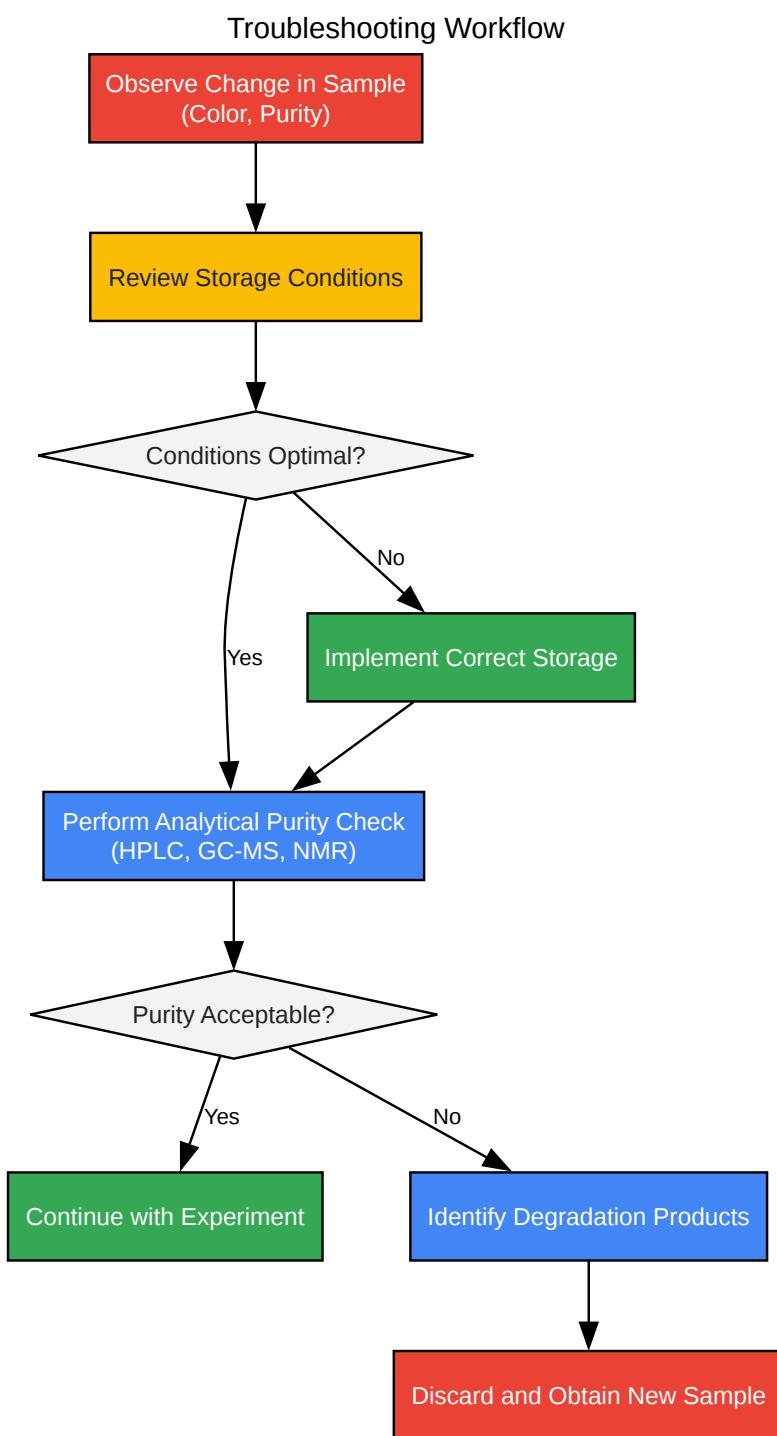 Troubleshooting Workflow
Observe Change in Sample
(Color, Purity)
Review Storage Conditions
Conditions Optimal?
No
Yes
Implement Correct Storage
Perform Analytical Purity Check
(HPLC, GC-MS, NMR)
Purity Acceptable?
Yes
No
Continue with Experiment
Identify Degradation Products
Discard and Obtain New Sample